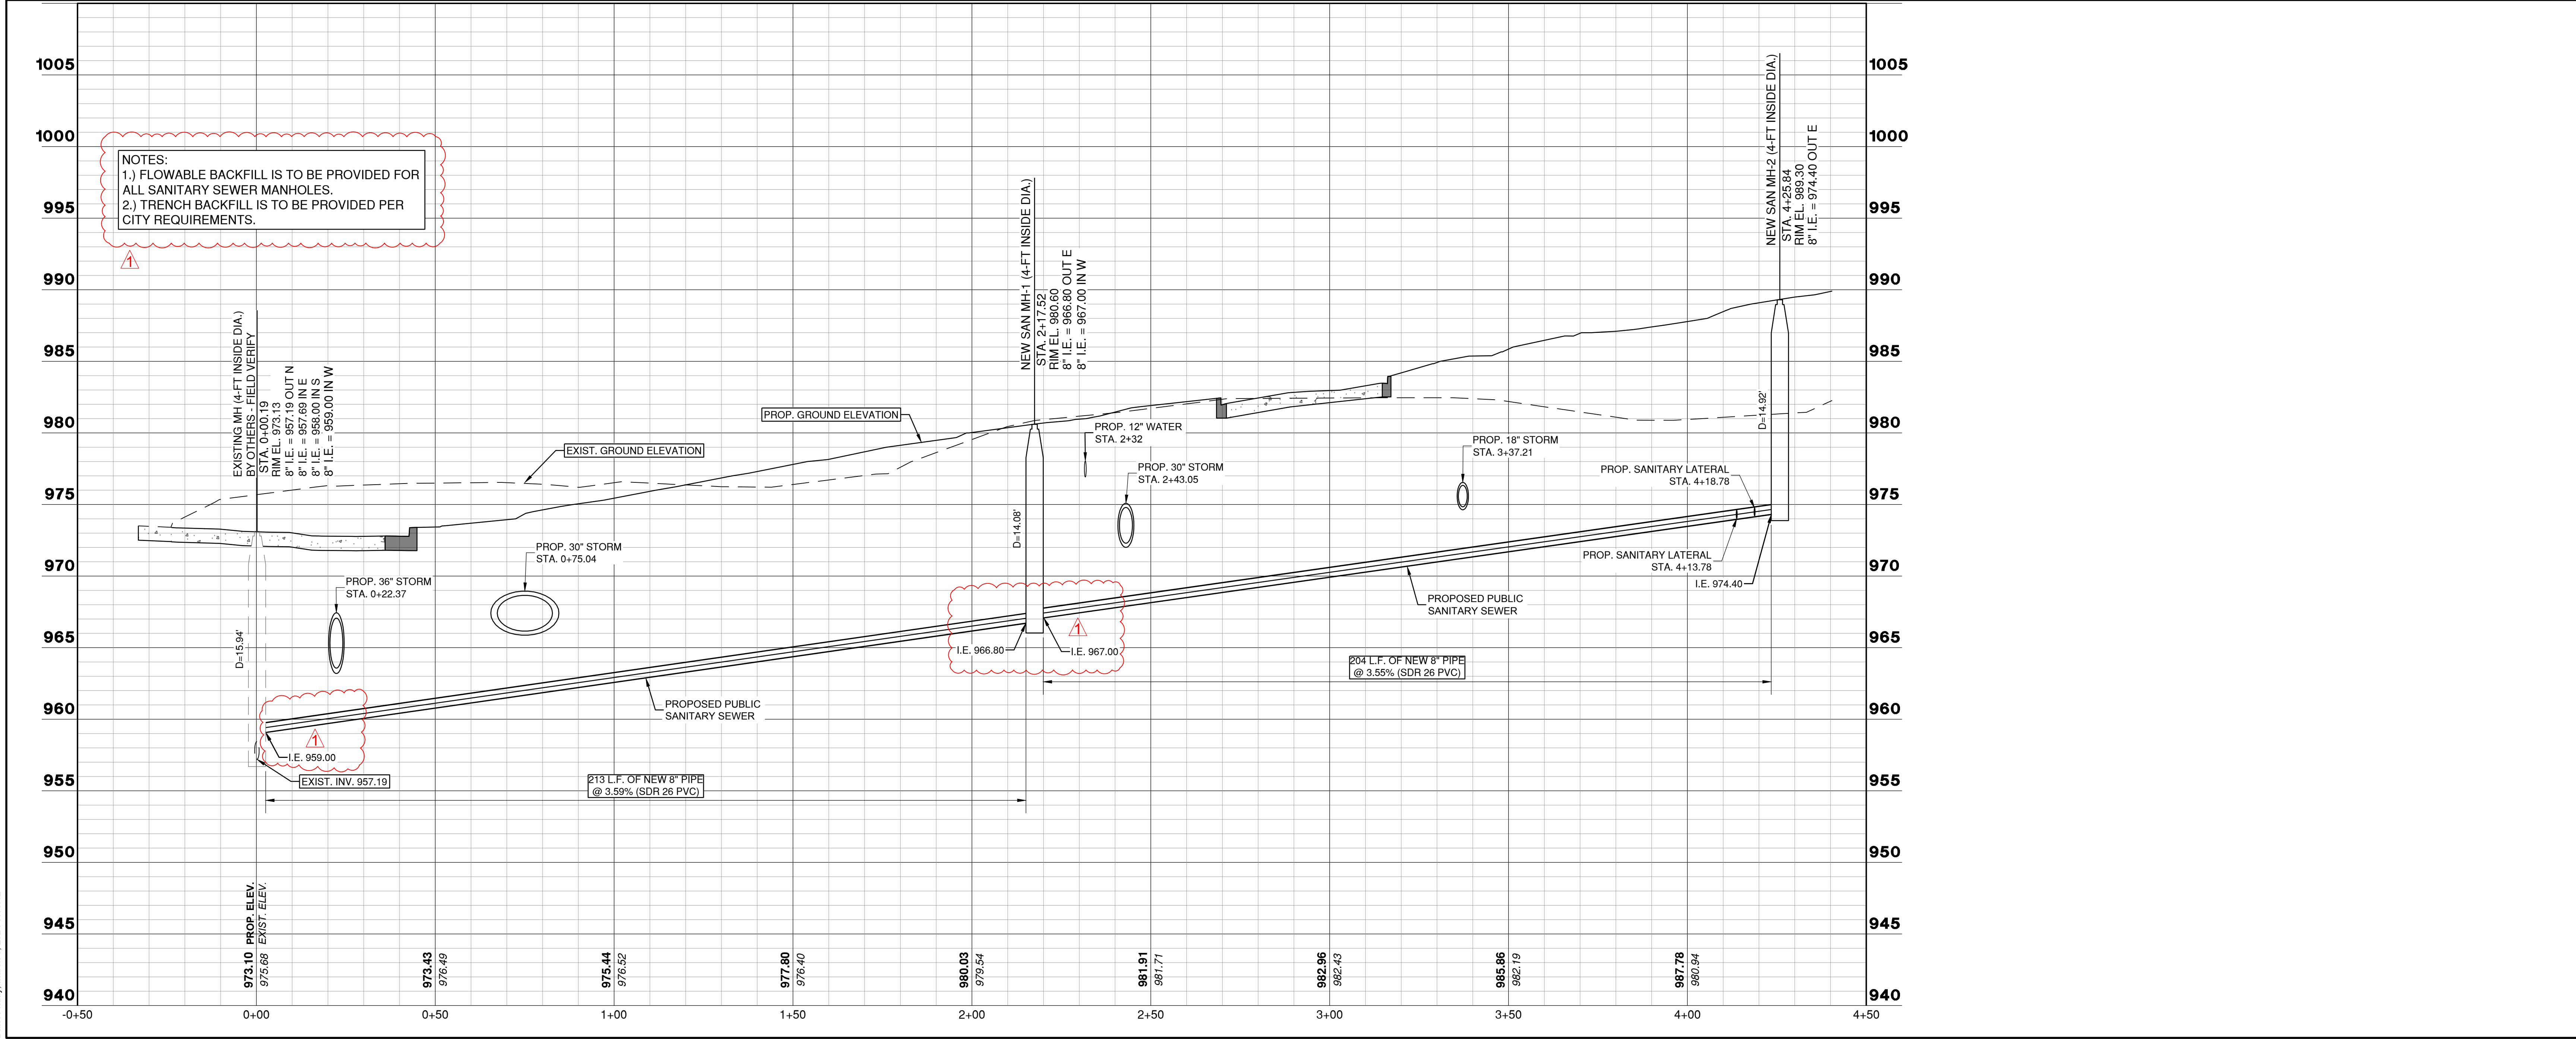 NOTES:
1.) FLOWABLE BACKFILL IS TO BE PROVIDED FOR
ALL SANITARY SEWER MANHOLES.
2.) TRENCH BACKFILL IS TO BE PROVIDED PER
CITY REQUIREMENTS.
1
1005
1000
995
990
985
980
975
970
965
960
955
950
945
940
EXISTING MH (4-FT INSIDE DIA.)
BY OTHERS - FIELD VERIFY
STA. 0+00.19
RIM EL. 973.13
8" I.E. = 957.19 OUT N
8" I.E. = 957.69 IN E
8" I.E. = 958.00 IN S
8" I.E. = 959.00 IN W
D=15.94'
PROP. 36" STORM
STA. 0+22.37
PROP. 30" STORM
STA. 0+75.04
EXIST. GROUND ELEVATION
PROP. GROUND ELEVATION
1
I.E. 959.00
EXIST. INV. 957.19
213 L.F. OF NEW 8" PIPE
@ 3.59% (SDR 26 PVC)
PROPOSED PUBLIC
SANITARY SEWER
NEW SAN MH-1 (4-FT INSIDE DIA.)
STA. 2+17.52
RIM EL. 980.60
8" I.E. = 966.80 OUT E
8" I.E. = 967.00 IN W
D=14.08'
PROP. 12" WATER
STA. 2+32
PROP. 30" STORM
STA. 2+43.05
1
I.E. 966.80
I.E. 967.00
PROP. 18" STORM
STA. 3+37.21
PROPOSED PUBLIC
SANITARY SEWER
204 L.F. OF NEW 8" PIPE
@ 3.55% (SDR 26 PVC)
PROP. SANITARY LATERAL
STA. 4+18.78
PROP. SANITARY LATERAL
STA. 4+13.78
I.E. 974.40
NEW SAN MH-2 (4-FT INSIDE DIA.)
STA. 4+25.84
RIM EL. 989.30
8" I.E. = 974.40 OUT E
D=14.92'
1005
1000
995
990
985
980
975
970
965
960
955
950
945
940
973.10 PROP. ELEV.
975.68 EXIST. ELEV.
973.43
976.49
975.44
976.52
977.80
976.40
980.03
979.54
981.91
981.71
982.96
982.43
985.86
982.19
987.78
980.94
-0+50
0+00
0+50
1+00
1+50
2+00
2+50
3+00
3+50
4+00
4+50